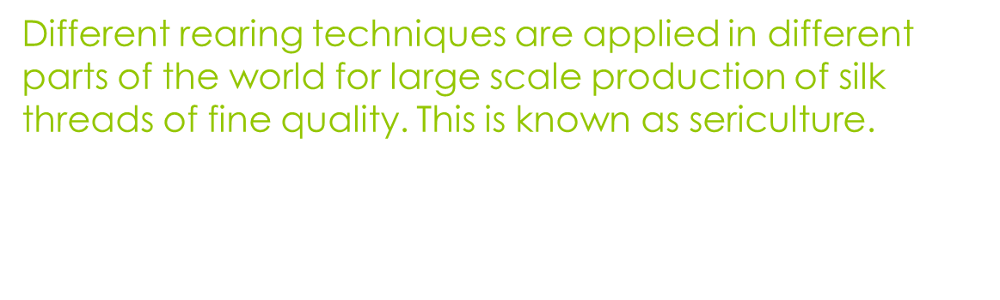 Different rearing techniques are applied in different
parts of the world for large scale production of silk
threads of fine quality. This is known as sericulture.